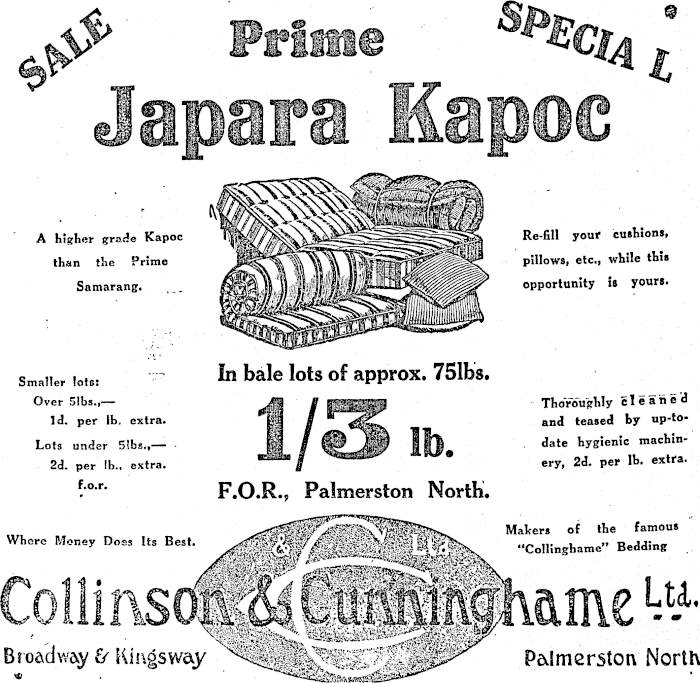 SALE
Prime
SPECIAL
Japara Kapoc
A higher grade Kapoc
than the Prime
Samarang.
Re-fill your cushions,
pillows, etc., while this
opportunity is yours.
In bale lots of approx. 75lbs.
1/3 lb.
F.O.R., Palmerston North.
Smaller lots:
Over 5lbs.,—
1d. per lb. extra.
Lots under 5lbs.,—
2d. per lb., extra.
f.o.r.
Thoroughly cleaned
and teased by up-to-
date hygienic machin-
ery, 2d. per lb. extra.
Where Money Does Its Best.
Makers of the famous
"Collinghame" Bedding
& Ltd
Collinson & Cunninghame Ltd.
Broadway & Kingsway
Palmerston North